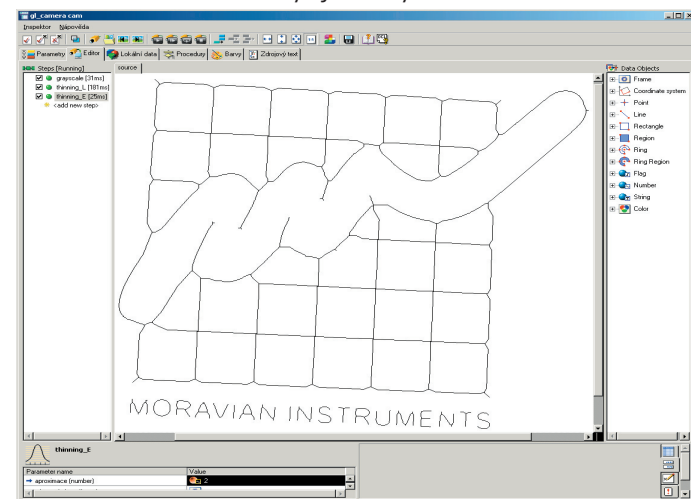 gl_camera cam
Inspektor Nápověda
Parametry Editor Lokální data Procedury Barvy Zdrojový text
Steps [Running]
grayscale [31ms]
thinning_L [181ms]
thinning_E [25ms]
<add new step>
source
MORAVIAN INSTRUMENTS
Data Objects
Frame
Coordinate system
Point
Line
Rectangle
Region
Ring
Ring Region
Flag
Number
String
Color
thinning_E
Parameter name Value
aproximace (number) 2